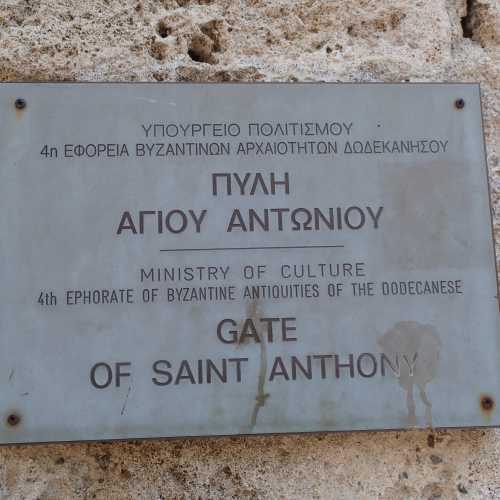 ΥΠΟΥΡΓΕΙΟ ΠΟΛΙΤΙΣΜΟΥ
4η ΕΦΟΡΕΙΑ ΒΥΖΑΝΤΙΝΩΝ ΑΡΧΑΙΟΤΗΤΩΝ ΔΩΔΕΚΑΝΗΣΟΥ
ΠΥΛΗ
ΑΓΙΟΥ ΑΝΤΩΝΙΟΥ
MINISTRY OF CULTURE
4th EPHORATE OF BYZANTINE ANTIQUITIES OF THE DODECANESE
GATE
OF SAINT ANTHONY